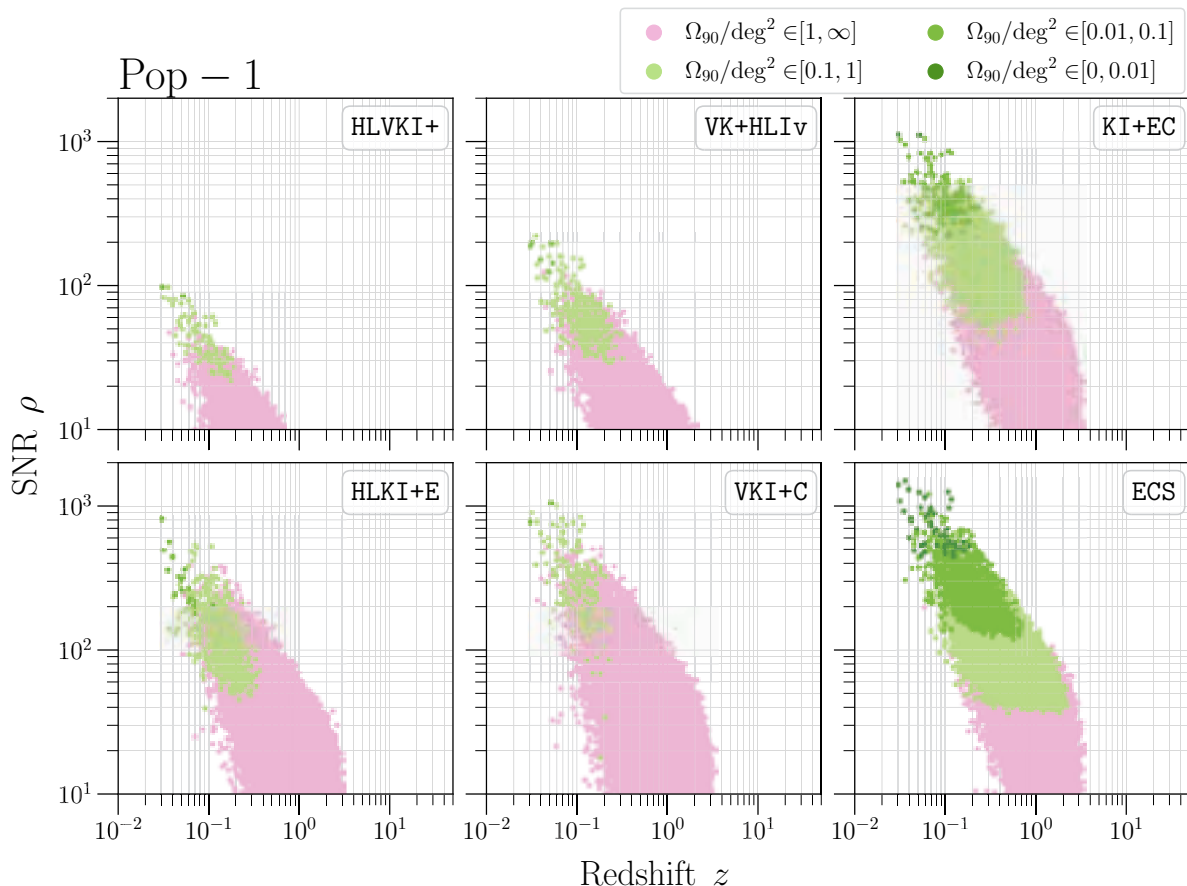 Ω₉₀/deg² ∈[1, ∞]
Ω₉₀/deg² ∈[0.01, 0.1]
Ω₉₀/deg² ∈[0.1, 1]
Ω₉₀/deg² ∈[0, 0.01]
Pop − 1
HLVKI+
VK+HLIv
KI+EC
10³
10²
10¹
SNR ρ
HLKI+E
VKI+C
ECS
10³
10²
10¹
10⁻² 10⁻¹ 10⁰ 10¹
10⁻² 10⁻¹ 10⁰ 10¹
10⁻² 10⁻¹ 10⁰ 10¹
Redshift z